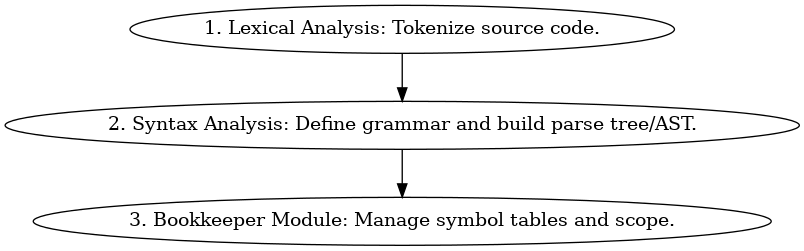 1. Lexical Analysis: Tokenize source code.
2. Syntax Analysis: Define grammar and build parse tree/AST.
3. Bookkeeper Module: Manage symbol tables and scope.